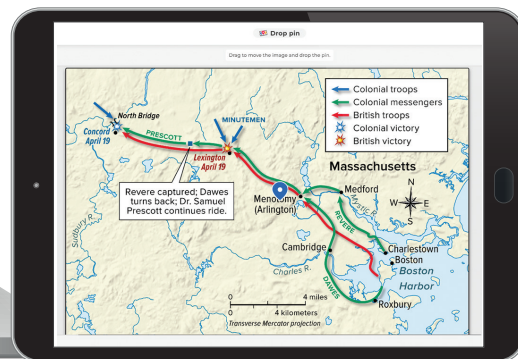 Drop pin
Drag to move the image and drop the pin.
Colonial troops
Colonial messengers
British troops
Colonial victory
British victory
North Bridge
MINUTEMEN
Concord
April 19
PRESCOTT
Lexington
April 19
Massachusetts
N
W
E
S
Revere captured; Dawes
turns back; Dr. Samuel
Prescott continues ride.
Menotomy
(Arlington)
Medford
Mystic R.
REVERE
Sudbury R.
Cambridge
Charlestown
Boston
Boston
Harbor
Charles R.
DAWES
Roxbury
0 4 miles
0 4 kilometers
Transverse Mercator projection